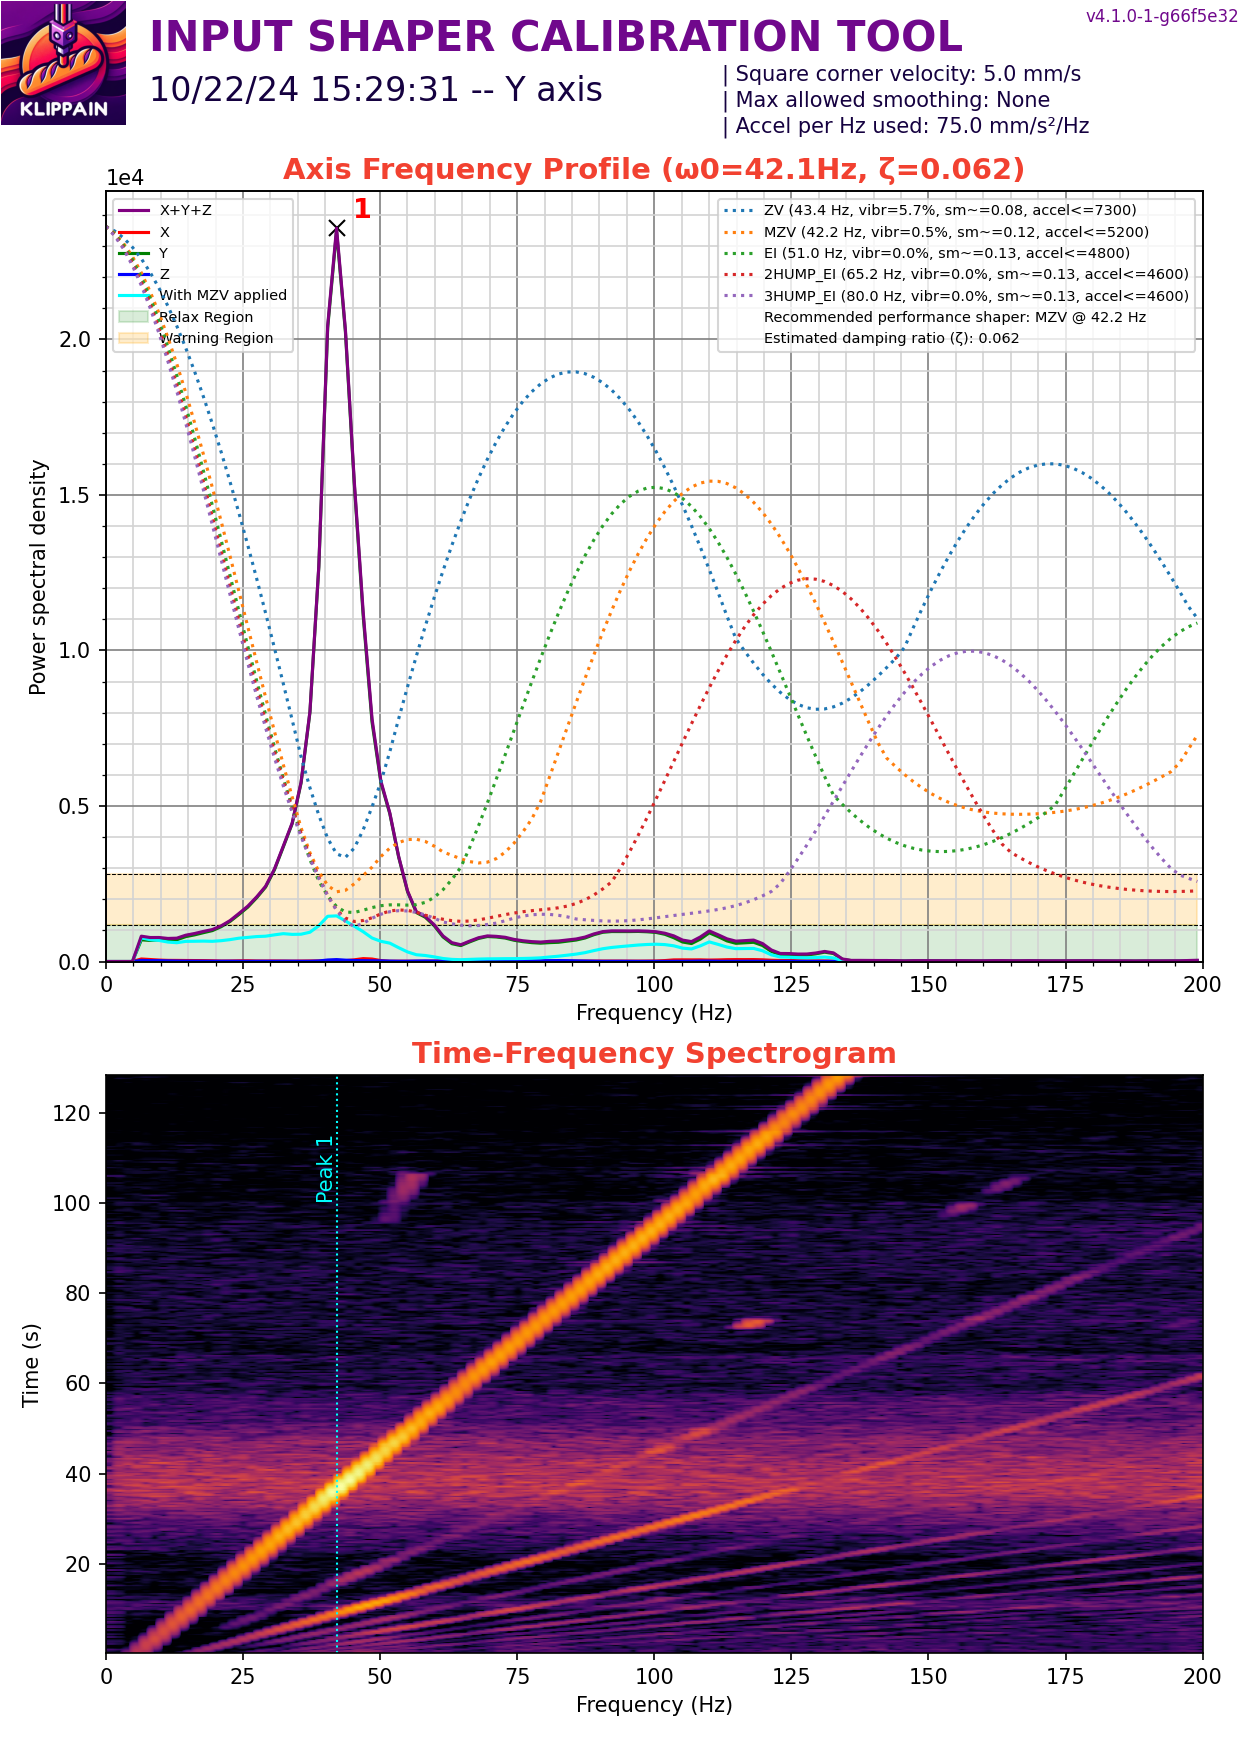 v4.1.0-1-g66f5e32
KLIPPAIN
INPUT SHAPER CALIBRATION TOOL
10/22/24 15:29:31 -- Y axis
| Square corner velocity: 5.0 mm/s
| Max allowed smoothing: None
| Accel per Hz used: 75.0 mm/s²/Hz
Axis Frequency Profile (ω0=42.1Hz, ζ=0.062)
1e4
1
X+Y+Z
X
Y
Z
With MZV applied
Relax Region
Warning Region
ZV (43.4 Hz, vibr=5.7%, sm~=0.08, accel<=7300)
MZV (42.2 Hz, vibr=0.5%, sm~=0.12, accel<=5200)
EI (51.0 Hz, vibr=0.0%, sm~=0.13, accel<=4800)
2HUMP_EI (65.2 Hz, vibr=0.0%, sm~=0.13, accel<=4600)
3HUMP_EI (80.0 Hz, vibr=0.0%, sm~=0.13, accel<=4600)
Recommended performance shaper: MZV @ 42.2 Hz
Estimated damping ratio (ζ): 0.062
Power spectral density
2.0
1.5
1.0
0.5
0.0
0 25 50 75 100 125 150 175 200
Frequency (Hz)
Time-Frequency Spectrogram
Time (s)
120
100
80
60
40
20
Peak 1
0 25 50 75 100 125 150 175 200
Frequency (Hz)